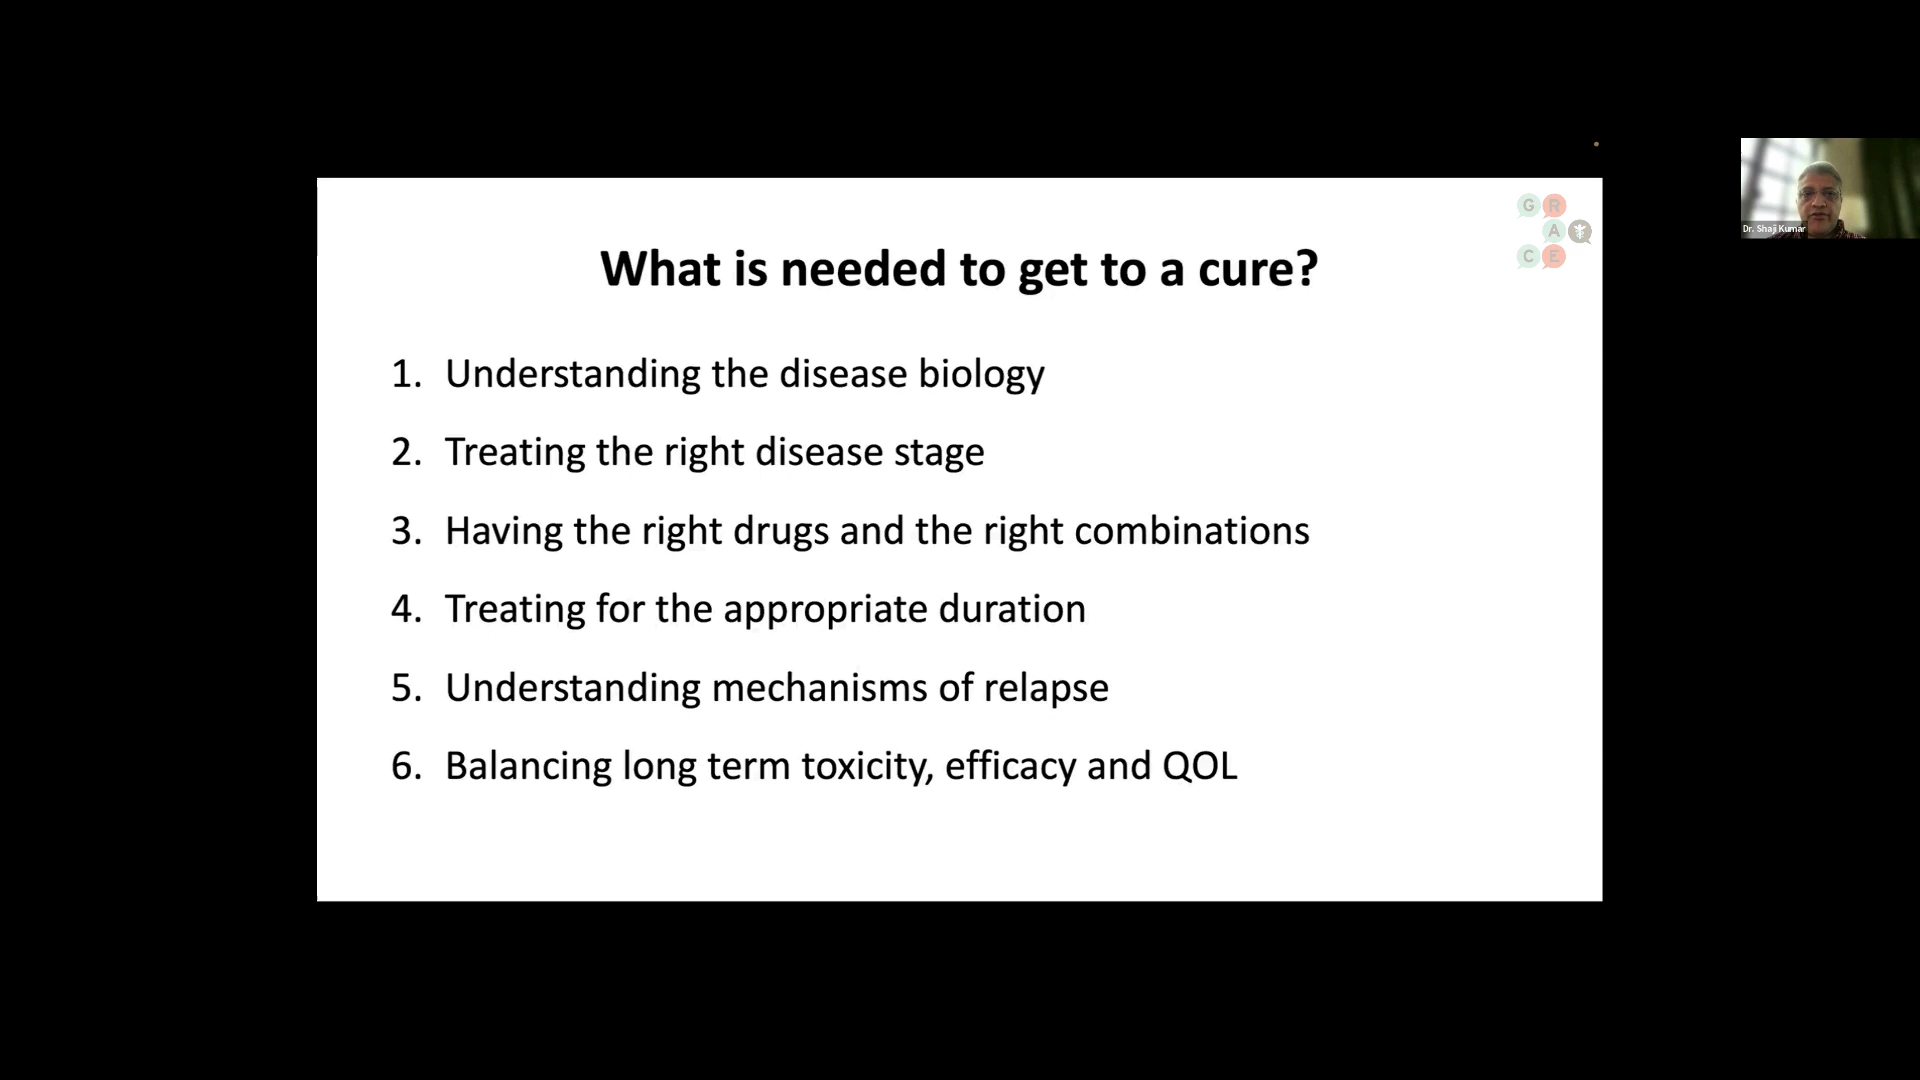 G R
A
C E
What is needed to get to a cure?
1. Understanding the disease biology
2. Treating the right disease stage
3. Having the right drugs and the right combinations
4. Treating for the appropriate duration
5. Understanding mechanisms of relapse
6. Balancing long term toxicity, efficacy and QOL
Dr. Shaji Kumar